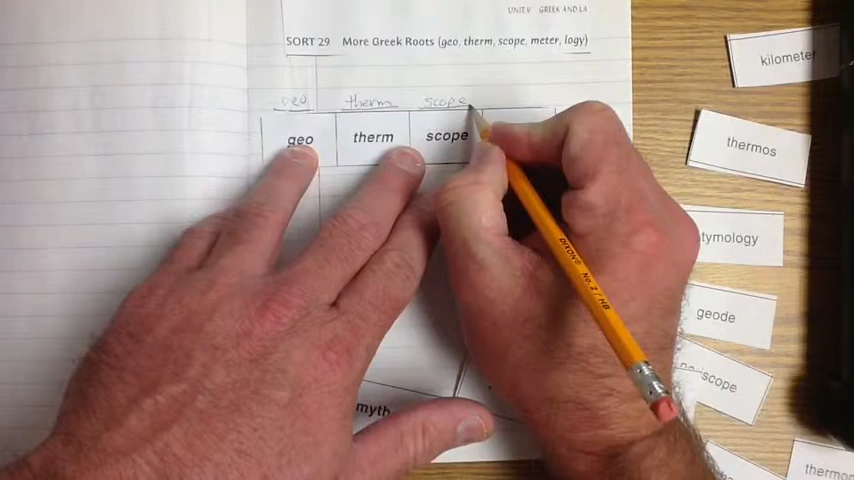 UNIT V GREEK AND LA
SORT 29 More Greek Roots (geo, therm, scope, meter, logy)
geo therm scope
geo therm scope
kilometer
thermos
tymology
geode
scope
myth
therm
DIXON No. 2 / HB